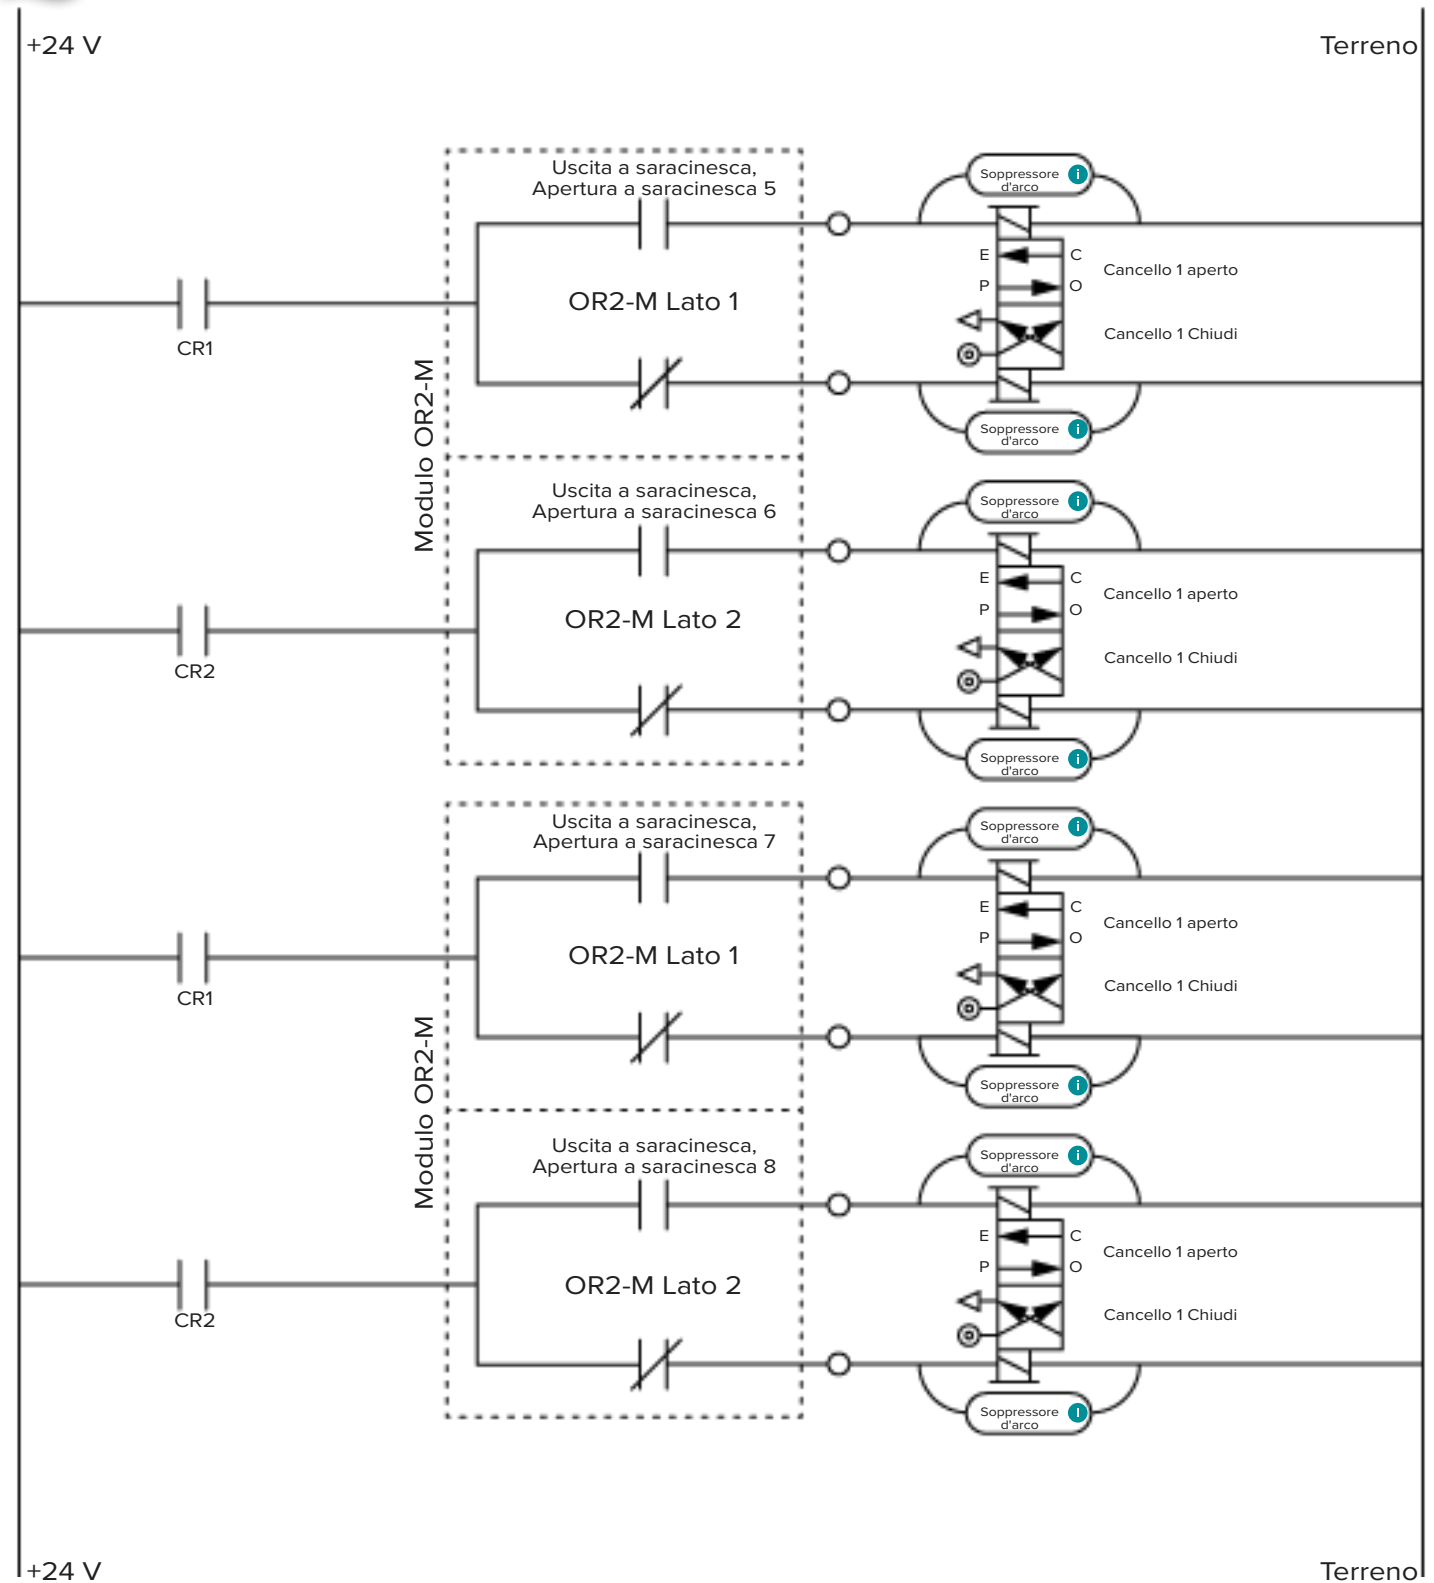 +24 V
Terreno
Uscita a saracinesca,
Apertura a saracinesca 5
Soppressore
d'arco
i
E
C
Cancello 1 aperto
P
O
OR2-M Lato 1
Cancello 1 Chiudi
CR1
Soppressore
d'arco
i
Modulo OR2-M
Uscita a saracinesca,
Apertura a saracinesca 6
Soppressore
d'arco
i
E
C
Cancello 1 aperto
P
O
OR2-M Lato 2
Cancello 1 Chiudi
CR2
Soppressore
d'arco
i
Uscita a saracinesca,
Apertura a saracinesca 7
Soppressore
d'arco
i
E
C
Cancello 1 aperto
P
O
OR2-M Lato 1
Cancello 1 Chiudi
CR1
Soppressore
d'arco
i
Modulo OR2-M
Uscita a saracinesca,
Apertura a saracinesca 8
Soppressore
d'arco
i
E
C
Cancello 1 aperto
P
O
OR2-M Lato 2
Cancello 1 Chiudi
CR2
Soppressore
d'arco
I
+24 V
Terreno